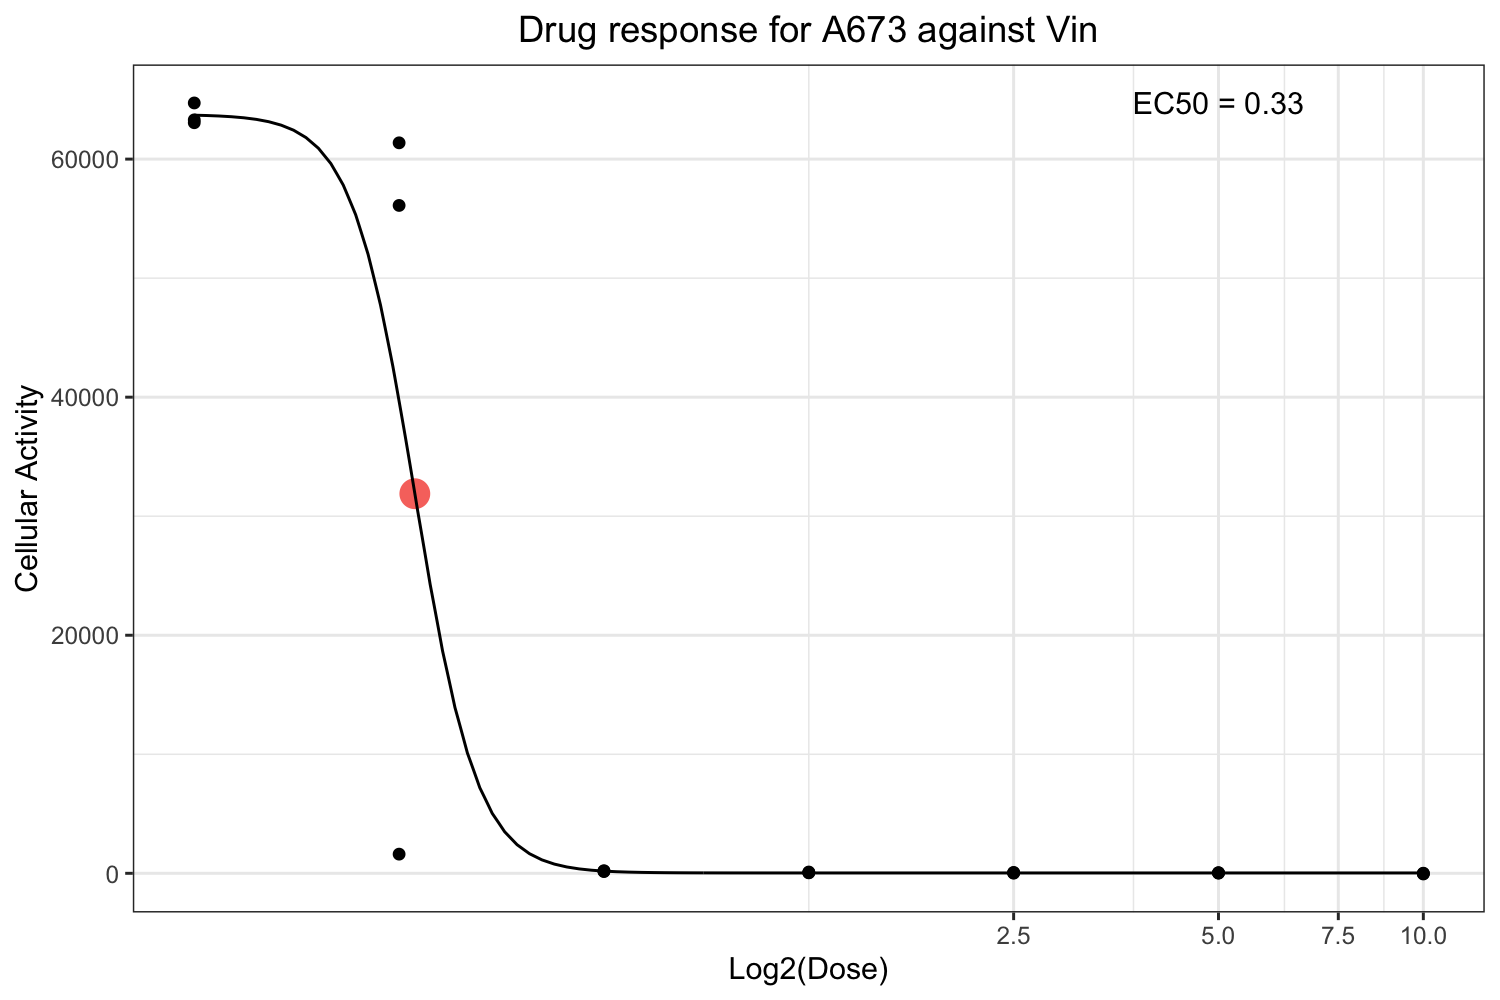 Drug response for A673 against Vin
EC50 = 0.33
60000
40000
20000
0
Cellular Activity
2.5 5.0 7.5 10.0
Log2(Dose)